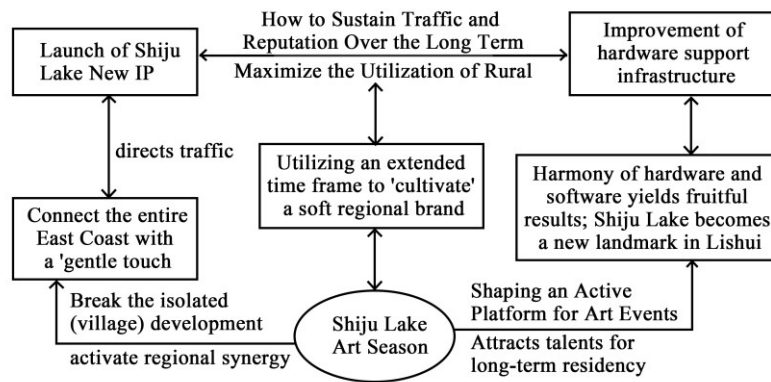 Launch of Shiju
Lake New IP
How to Sustain Traffic and
Reputation Over the Long Term
Maximize the Utilization of Rural
Improvement of
hardware support
infrastructure
directs traffic
Utilizing an extended
time frame to 'cultivate'
a soft regional brand
Harmony of hardware and
software yields fruitful
results; Shiju Lake becomes
a new landmark in Lishui
Connect the entire
East Coast with
a 'gentle touch
Break the isolated
(village) development
activate regional synergy
Shiju Lake
Art Season
Shaping an Active
Platform for Art Events
Attracts talents for
long-term residency